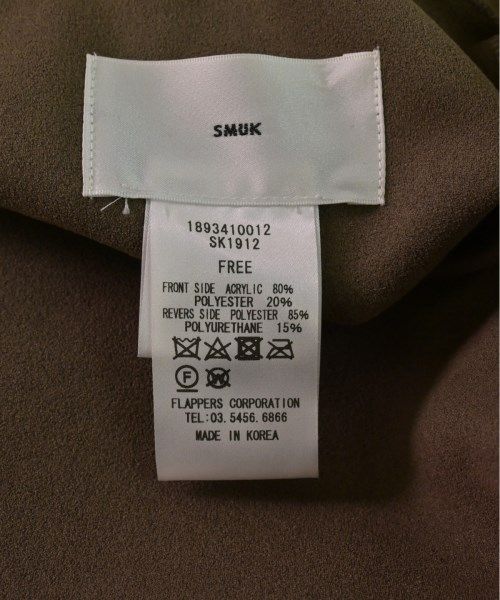 SMUK
1893410012
SK1912
FREE
FRONT SIDE ACRYLIC 80%
POLYESTER 20%
REVERS SIDE POLYESTER 85%
POLYURETHANE 15%
F W
FLAPPERS CORPORATION
TEL:03.5456.6866
MADE IN KOREA